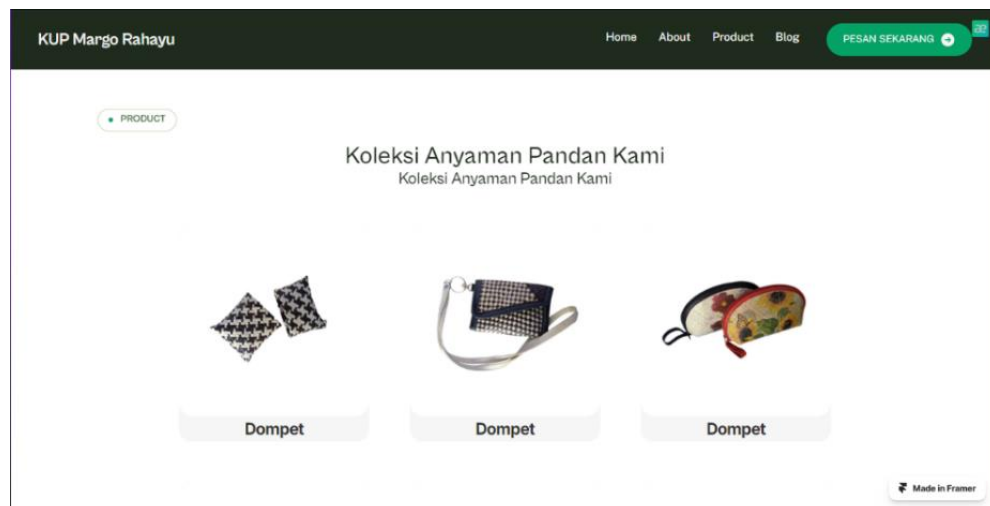 KUP Margo Rahayu
Home About Product Blog PESAN SEKARANG
æ
PRODUCT
Koleksi Anyaman Pandan Kami
Koleksi Anyaman Pandan Kami
Dompet Dompet Dompet
Made in Framer